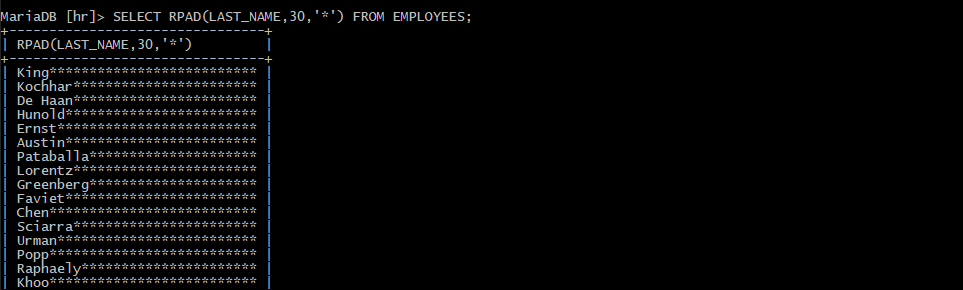 MariaDB [hr]> SELECT RPAD(LAST_NAME,30,'*') FROM EMPLOYEES;
+--------------------------------+
| RPAD(LAST_NAME,30,'*')         |
+--------------------------------+
| King************************** |
| Kochhar*********************** |
| De Haan*********************** |
| Hunold************************ |
| Ernst************************* |
| Austin************************ |
| Pataballa********************* |
| Lorentz*********************** |
| Greenberg********************* |
| Faviet************************ |
| Chen************************** |
| Sciarra*********************** |
| Urman************************* |
| Popp************************** |
| Raphaely********************** |
| Khoo************************** |